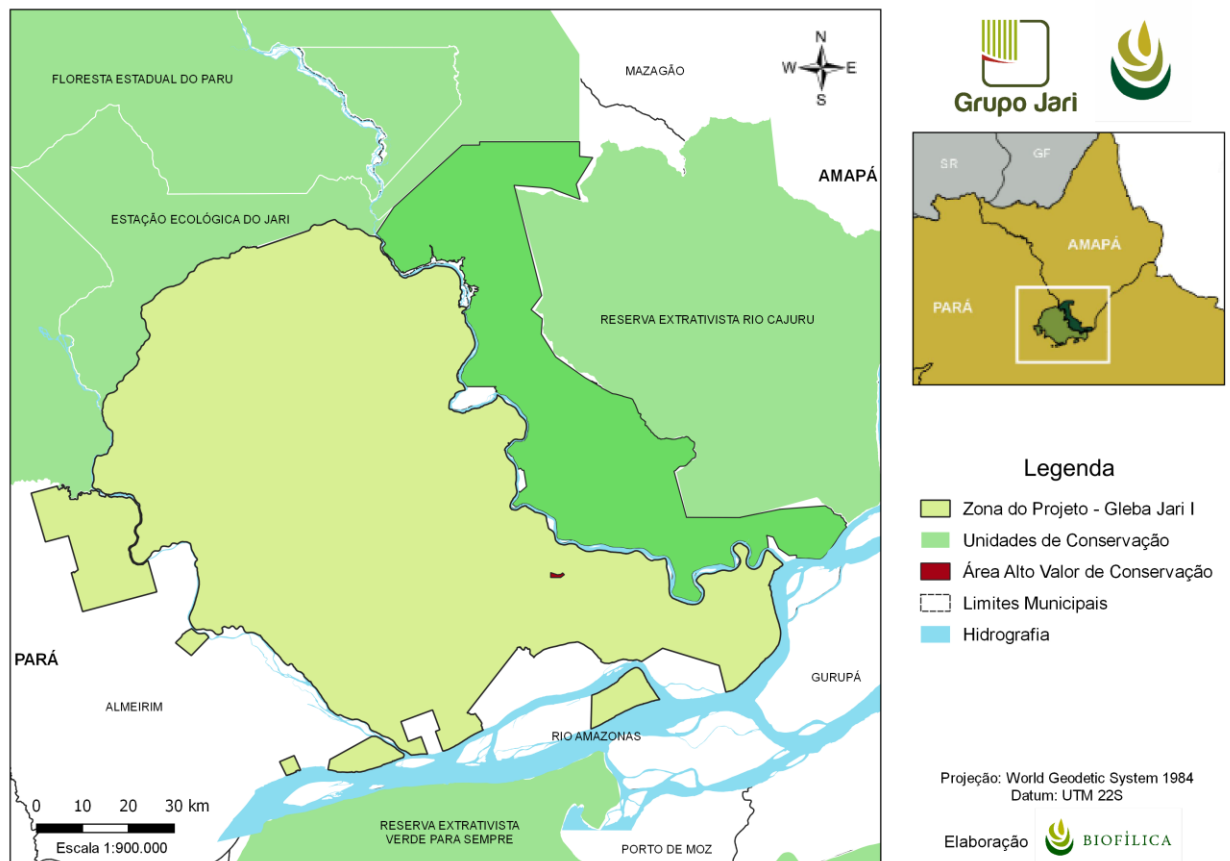 FLORESTA ESTADUAL DO PARU
MAZAGÃO
N
W E
S
AMAPÁ
ESTAÇÃO ECOLÓGICA DO JARI
RESERVA EXTRATIVISTA RIO CAJURU
PARÁ
ALMEIRIM
GURUPÁ
RIO AMAZONAS
0 10 20 30 km
Escala 1:900.000
RESERVA EXTRATIVISTA
VERDE PARA SEMPRE
PORTO DE MOZ
Grupo Jari
SR
GF
AMAPÁ
PARÁ
Legenda
Zona do Projeto - Gleba Jari I
Unidades de Conservação
Área Alto Valor de Conservação
Limites Municipais
Hidrografia
Projeção: World Geodetic System 1984
Datum: UTM 22S
Elaboração BIOFÍLICA